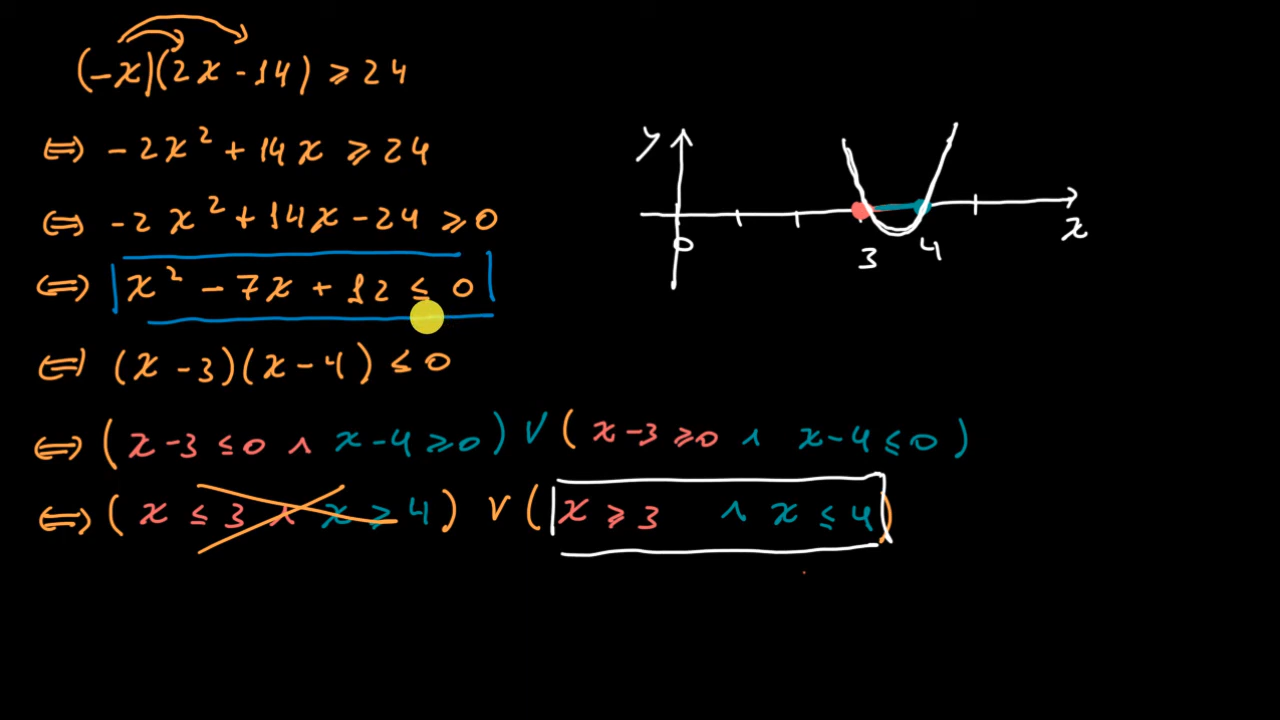 (-x)(2x-14) ⩾ 24
⟺ -2x² + 14x ⩾ 24
⟺ -2x² + 14x - 24 ⩾ 0
⟺ x² - 7x + 12 ≤ 0
⟺ (x - 3)(x - 4) ≤ 0
⟺ (x - 3 ≤ 0 ∧ x - 4 ⩾ 0) ∨ (x - 3 ⩾ 0 ∧ x - 4 ≤ 0)
⟺ (x ≤ 3 ∧ x ⩾ 4) ∨ (x ⩾ 3 ∧ x ≤ 4)
y
0 3 4 x